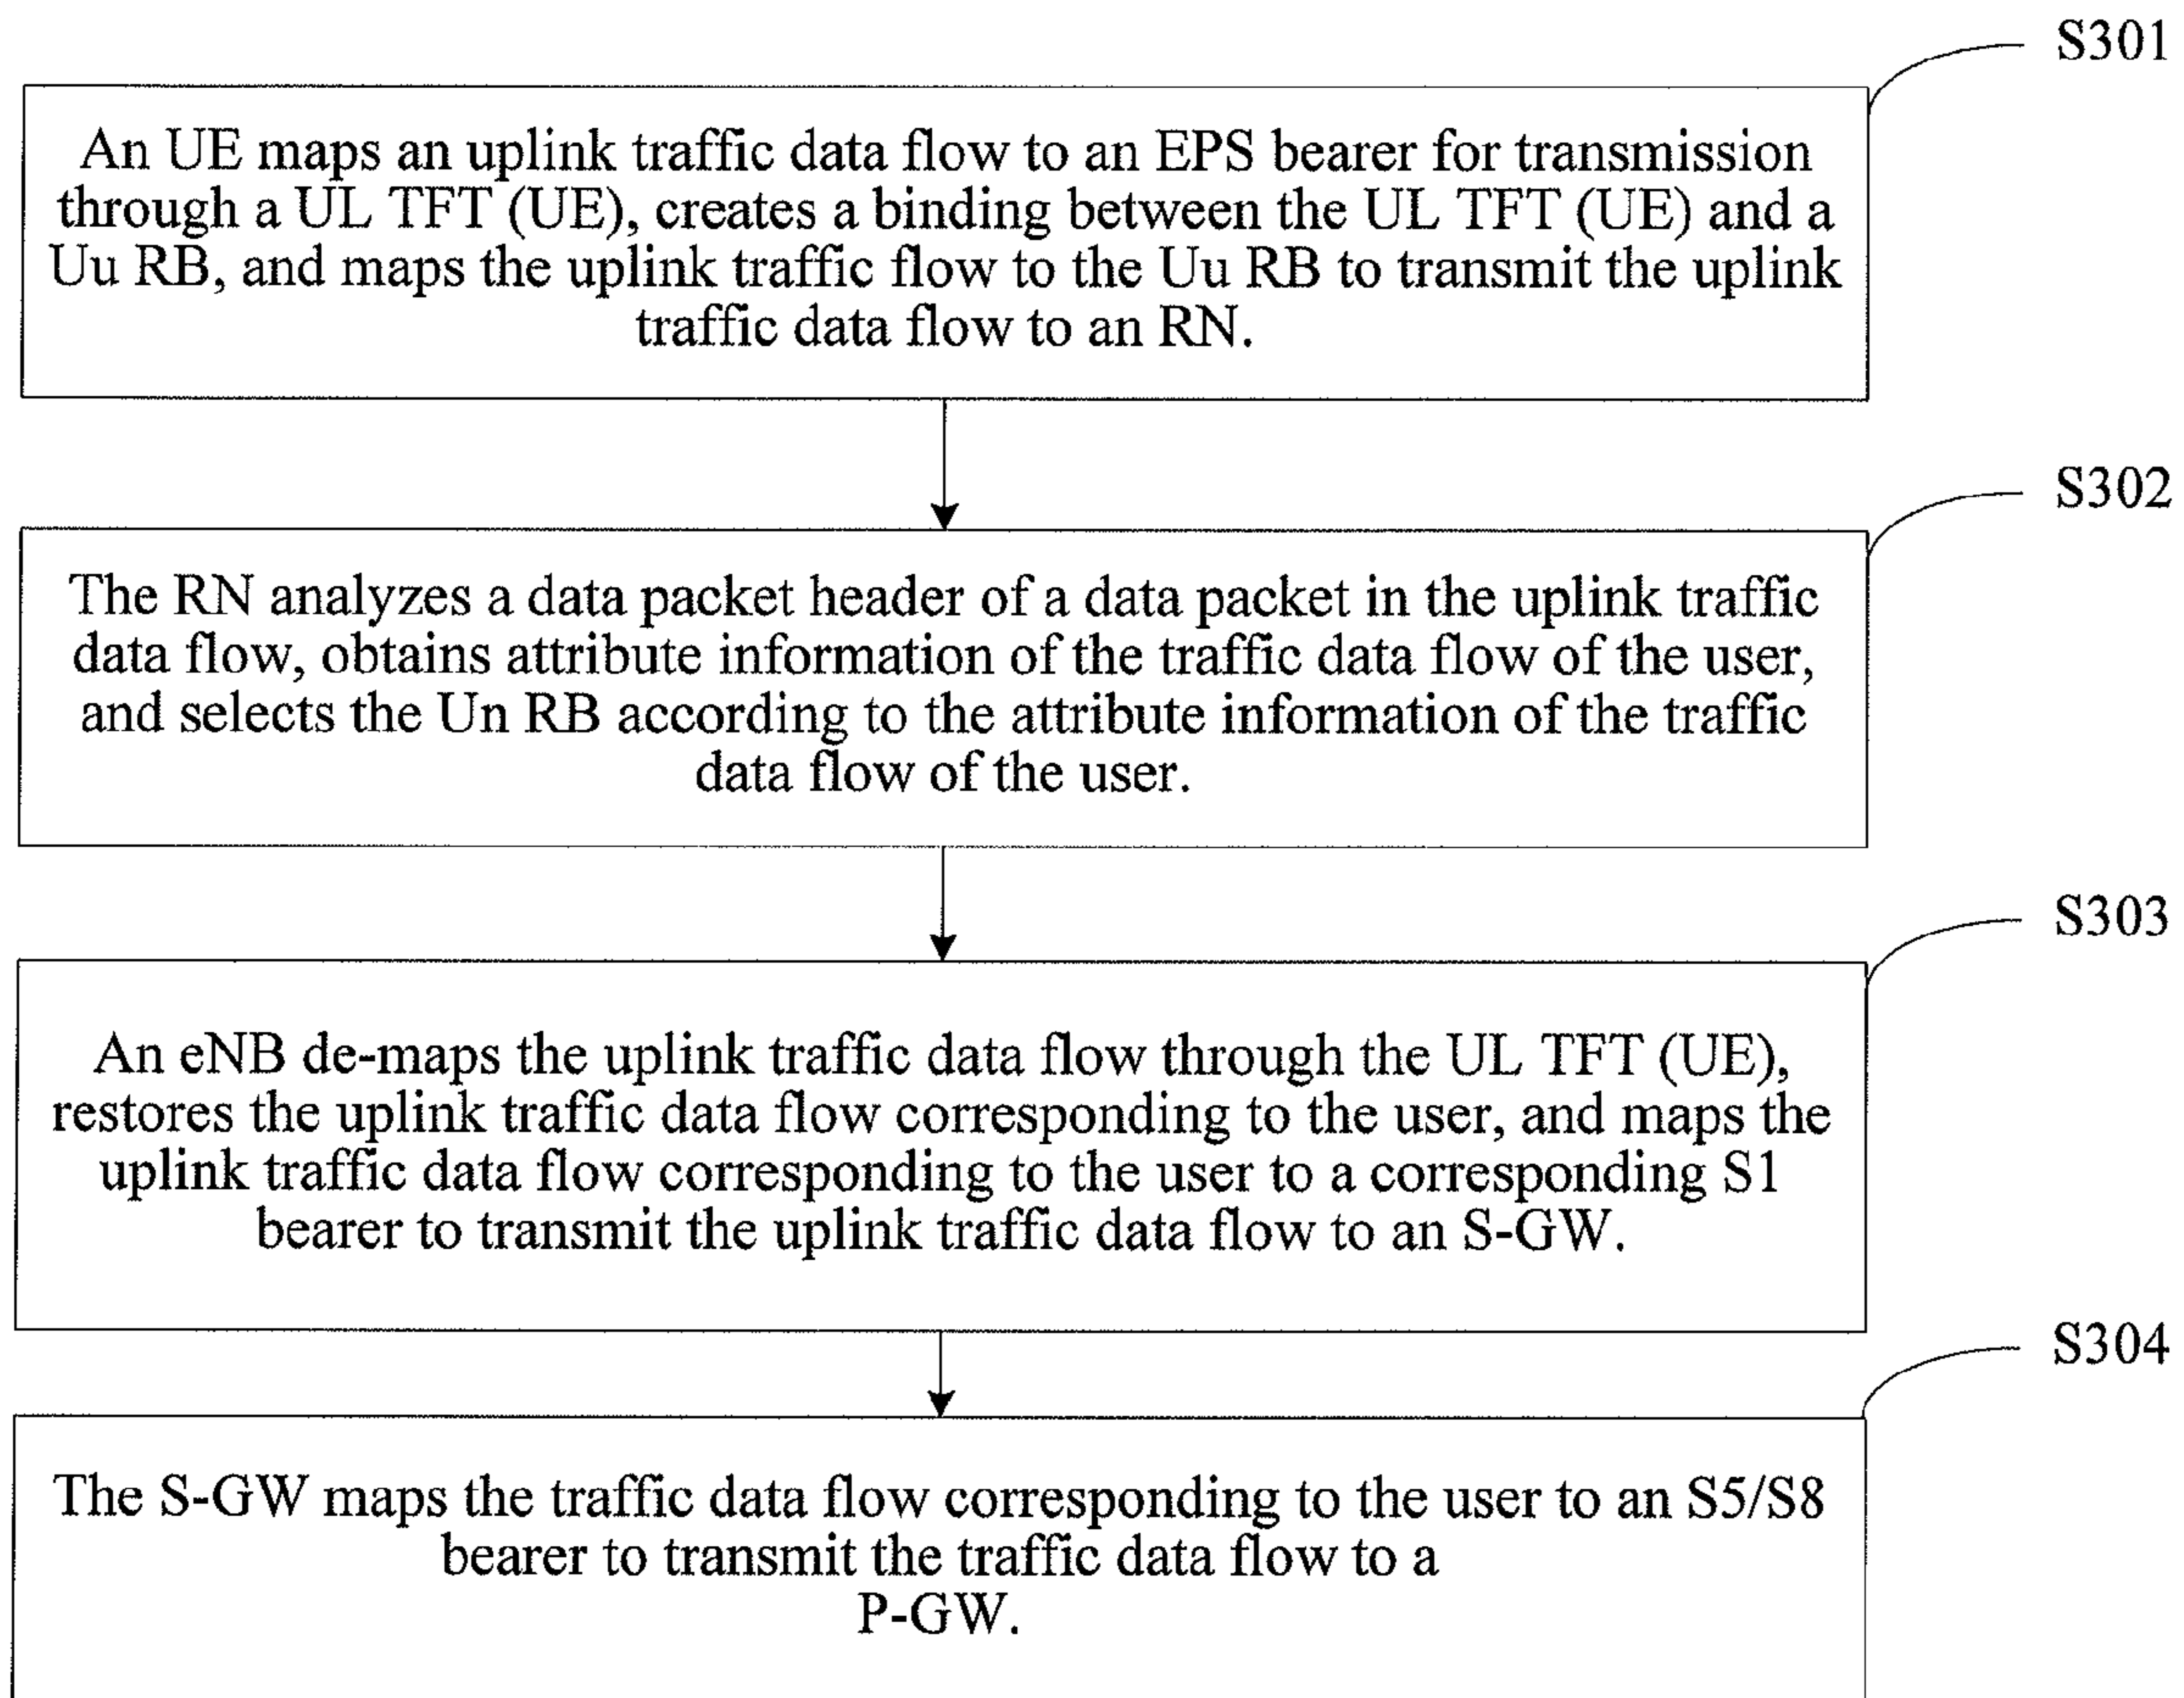 S301
An UE maps an uplink traffic data flow to an EPS bearer for transmission
through a UL TFT (UE), creates a binding between the UL TFT (UE) and a
Uu RB, and maps the uplink traffic flow to the Uu RB to transmit the uplink
traffic data flow to an RN.
S302
The RN analyzes a data packet header of a data packet in the uplink traffic
data flow, obtains attribute information of the traffic data flow of the user,
and selects the Un RB according to the attribute information of the traffic
data flow of the user.
S303
An eNB de-maps the uplink traffic data flow through the UL TFT (UE),
restores the uplink traffic data flow corresponding to the user, and maps the
uplink traffic data flow corresponding to the user to a corresponding S1
bearer to transmit the uplink traffic data flow to an S-GW.
S304
The S-GW maps the traffic data flow corresponding to the user to an S5/S8
bearer to transmit the traffic data flow to a
P-GW.